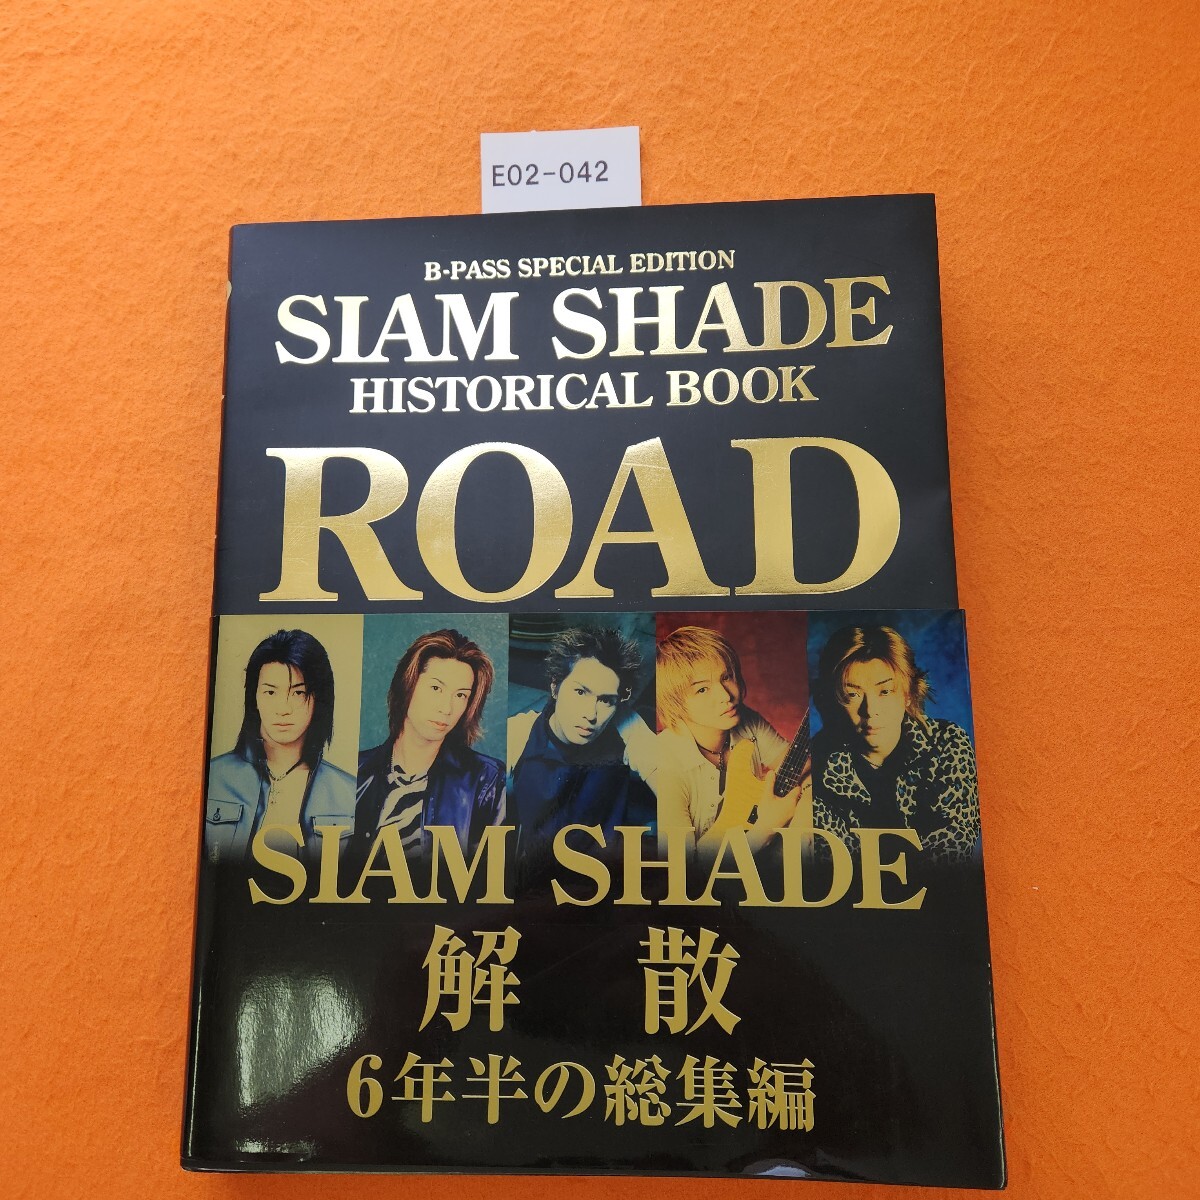 E02-042
B-PASS SPECIAL EDITION
SIAM SHADE
HISTORICAL BOOK
ROAD
SIAM SHADE
解散
6年半の総集編